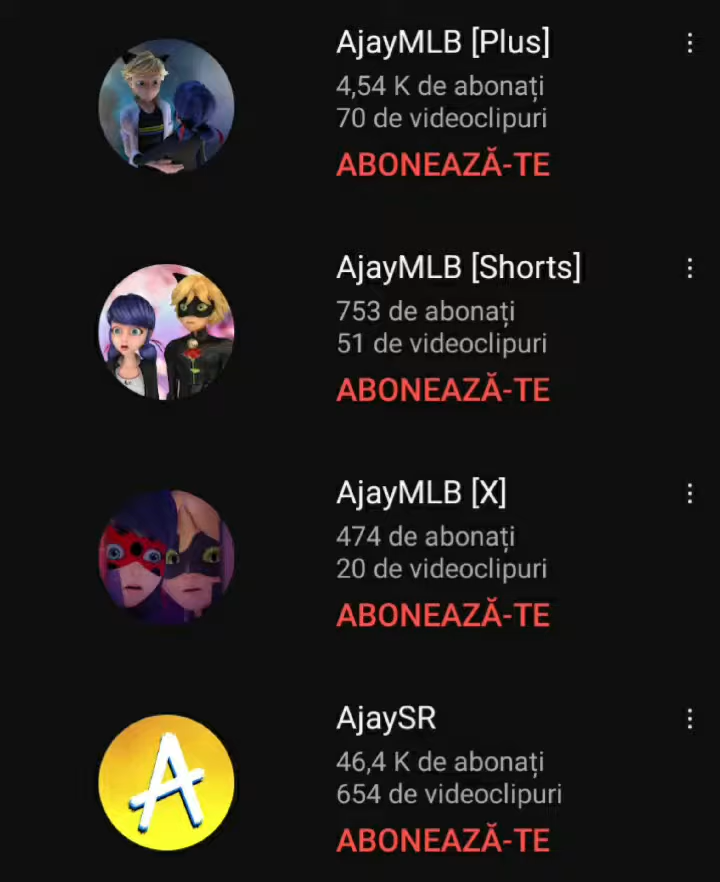 AjayMLB [Plus]
4,54 K de abonați
70 de videoclipuri
ABONEAZĂ-TE
AjayMLB [Shorts]
753 de abonați
51 de videoclipuri
ABONEAZĂ-TE
AjayMLB [X]
474 de abonați
20 de videoclipuri
ABONEAZĂ-TE
A
AjaySR
46,4 K de abonați
654 de videoclipuri
ABONEAZĂ-TE